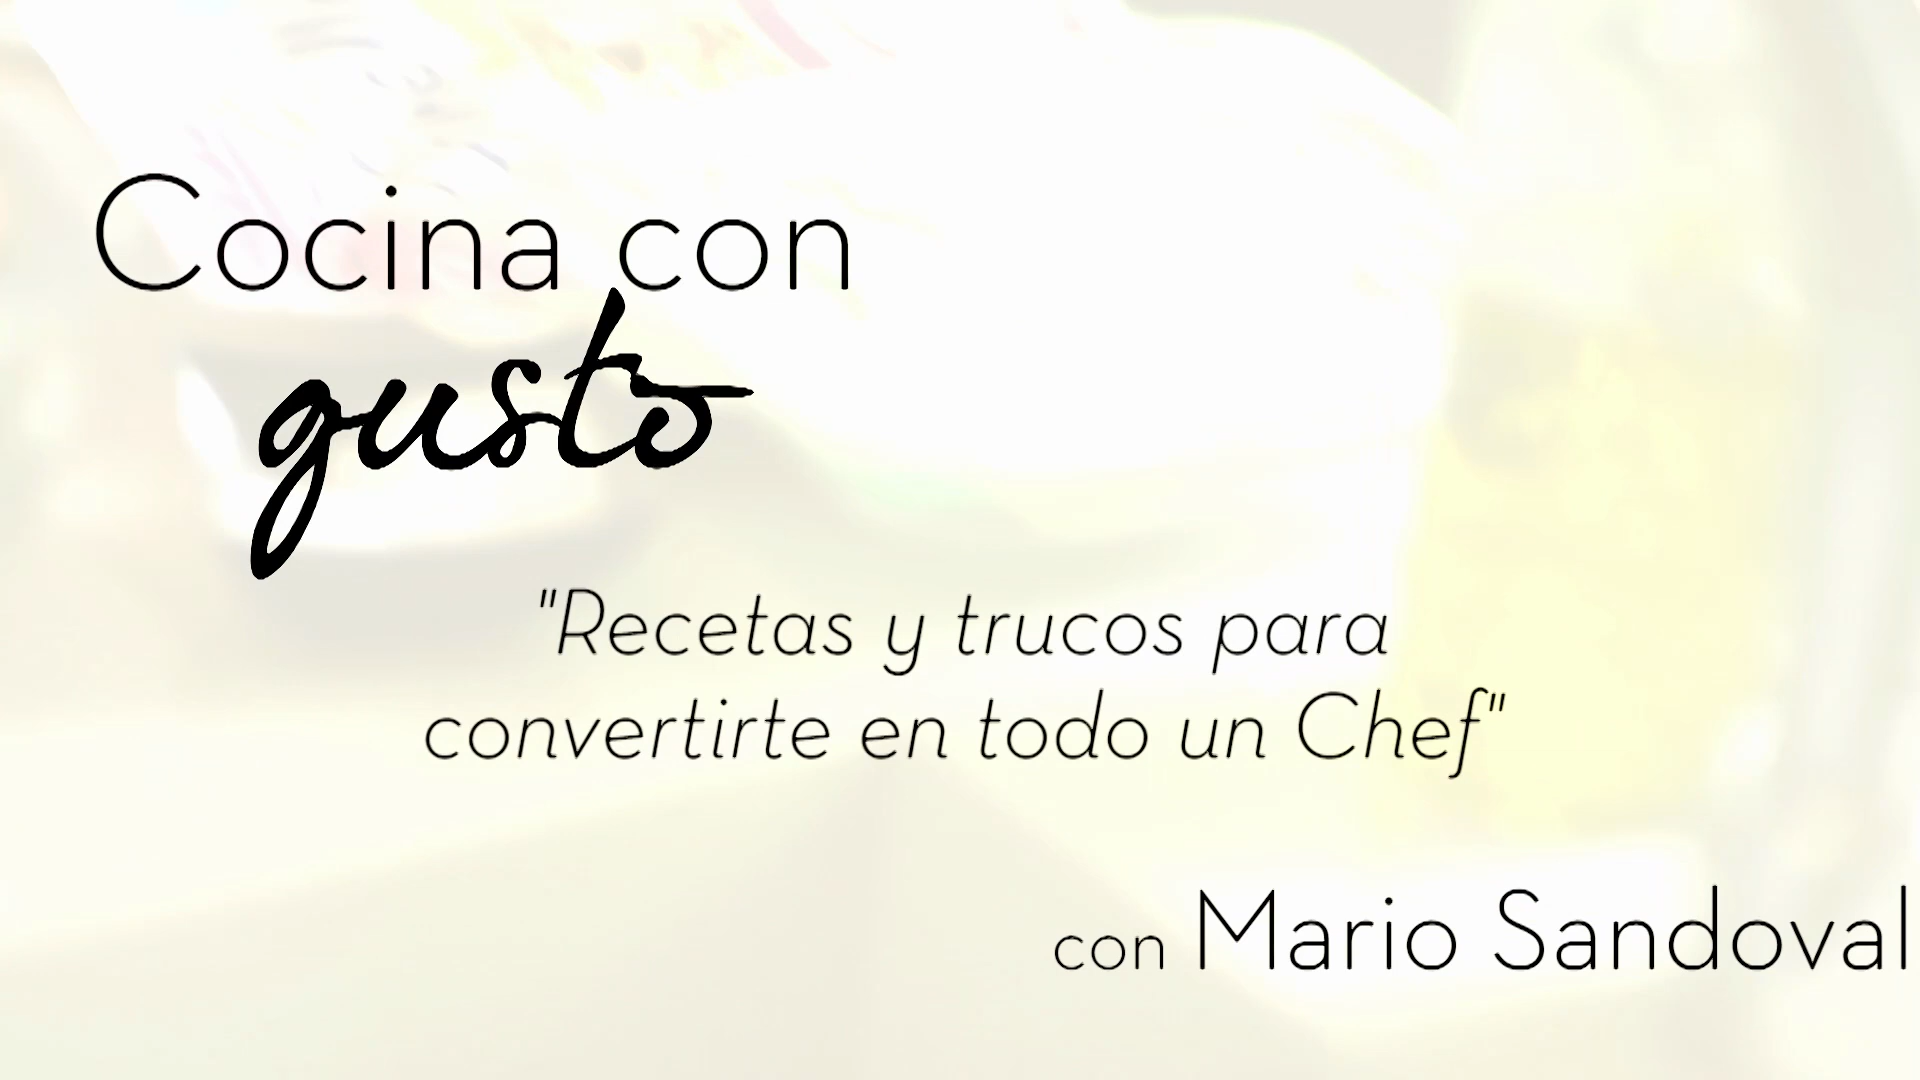 Cocina con
gusto
"Recetas y trucos para
convertirte en todo un Chef"
con Mario Sandoval